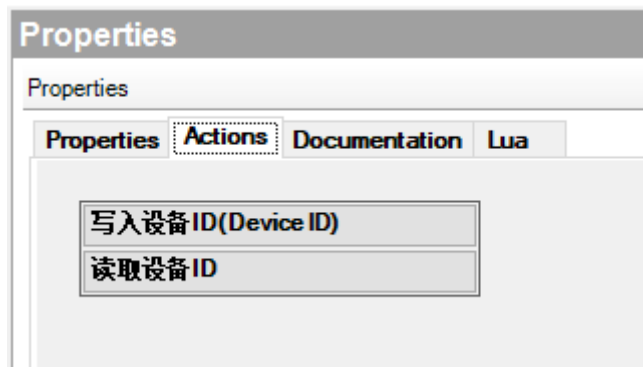 Properties
Properties
Properties Actions Documentation Lua
写入设备ID(Device ID)
读取设备ID